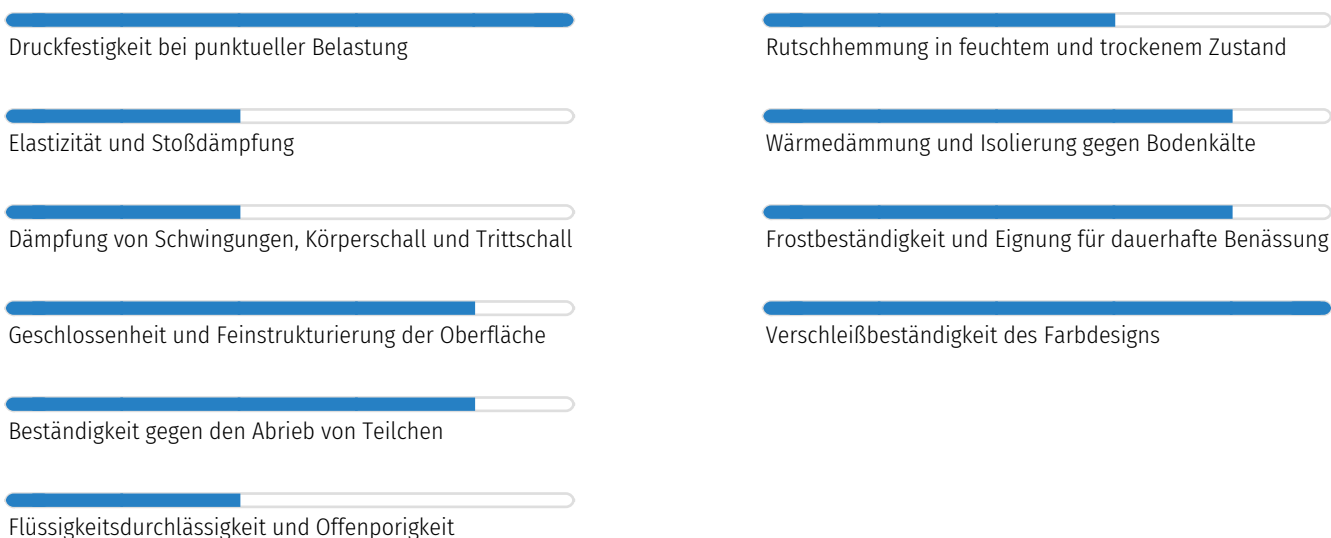 Druckfestigkeit bei punktueller Belastung
Elastizität und Stoßdämpfung
Dämpfung von Schwingungen, Körperschall und Trittschall
Geschlossenheit und Feinstrukturierung der Oberfläche
Beständigkeit gegen den Abrieb von Teilchen
Flüssigkeitsdurchlässigkeit und Offenporigkeit
Rutschhemmung in feuchtem und trockenem Zustand
Wärmedämmung und Isolierung gegen Bodenkälte
Frostbeständigkeit und Eignung für dauerhafte Benässung
Verschleißbeständigkeit des Farbdesigns